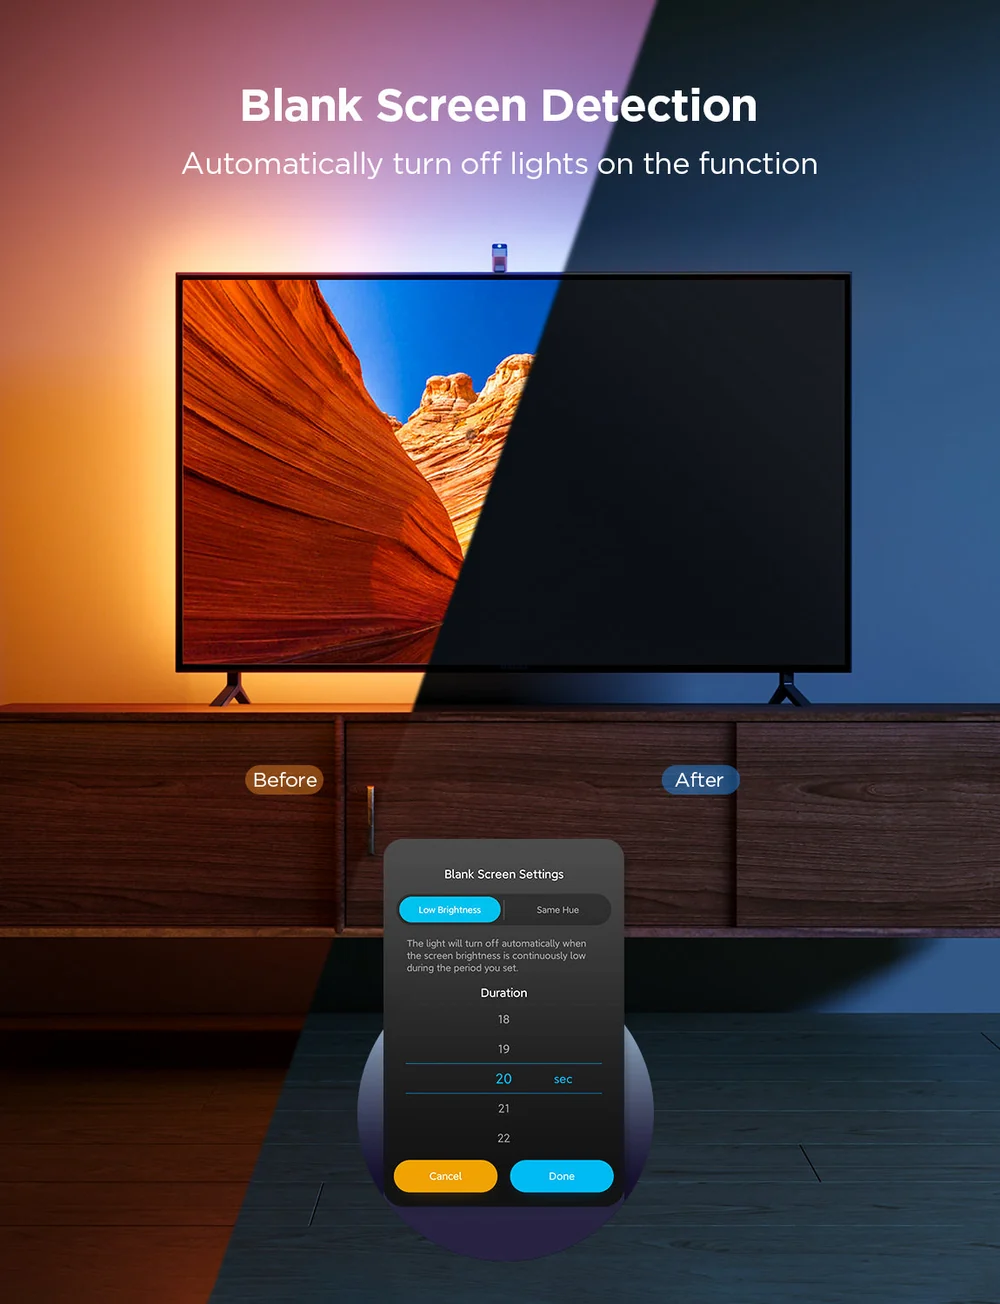 Blank Screen Detection
Automatically turn off lights on the function
Before
After
Blank Screen Settings
Low Brightness
Same Hue
The light will turn off automatically when
the screen brightness is continuously low
during the period you set.
Duration
18
19
20 sec
21
22
Cancel
Done